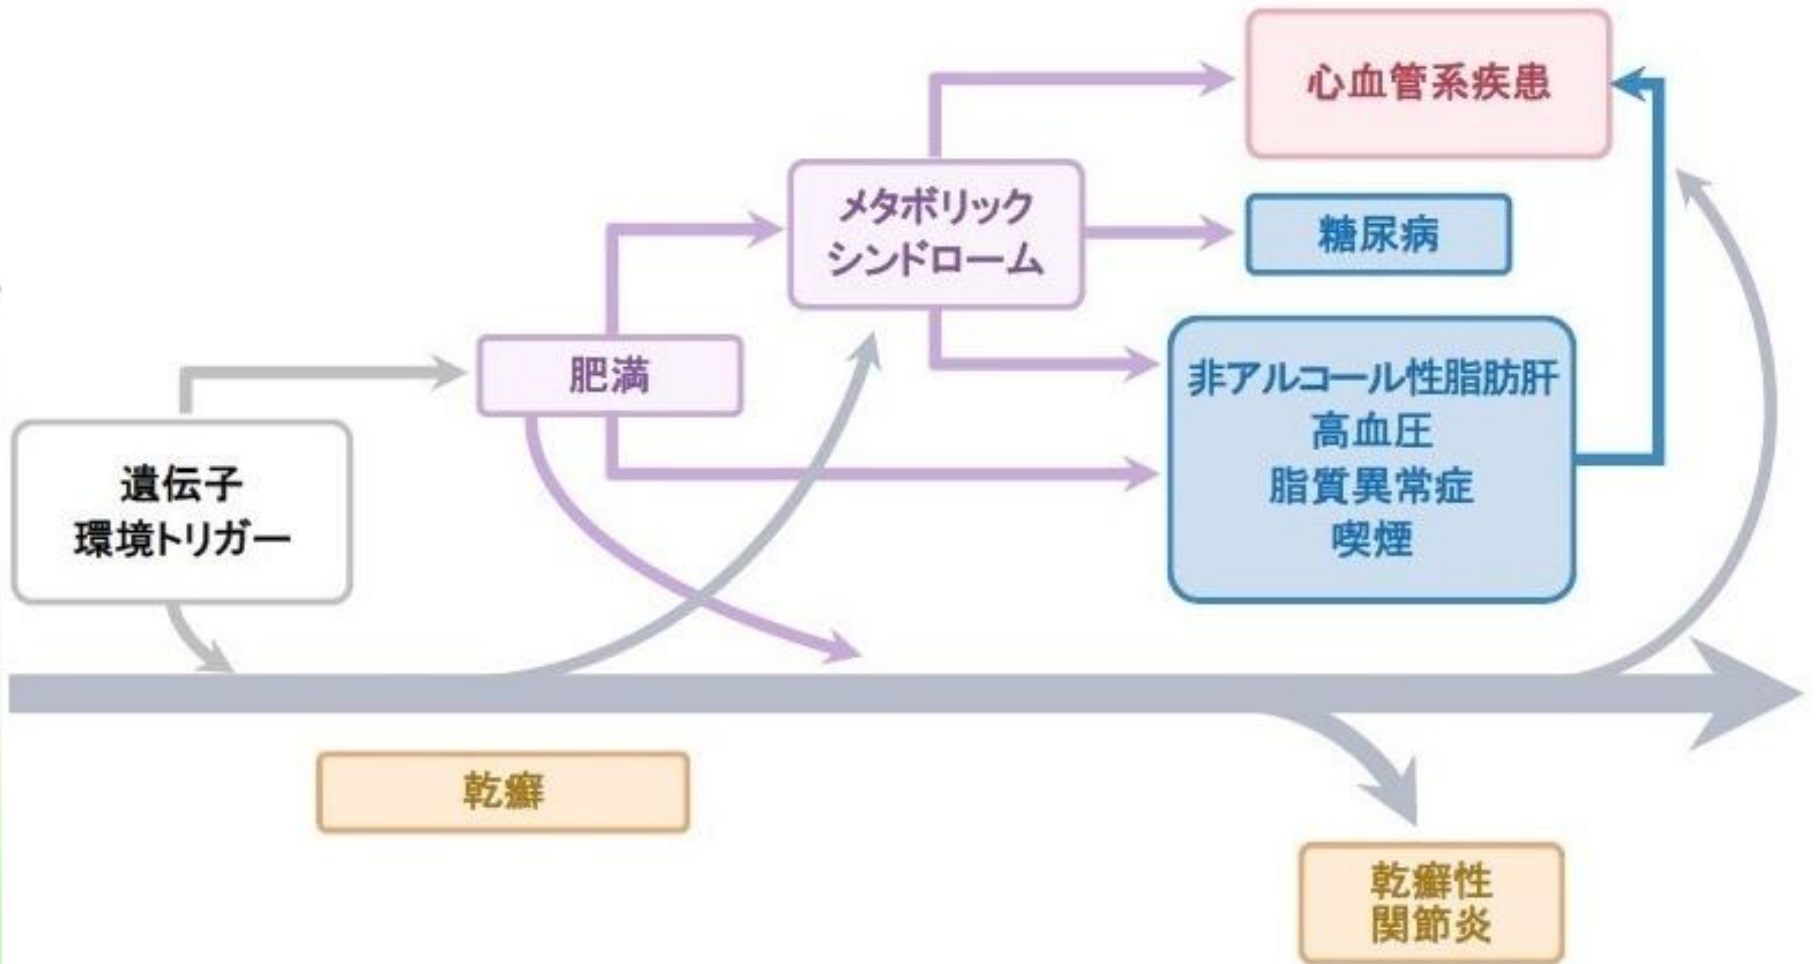 心血管系疾患
メタボリック
シンドローム
糖尿病
肥満
非アルコール性脂肪肝
高血圧
脂質異常症
喫煙
遺伝子
環境トリガー
乾癬
乾癬性
関節炎